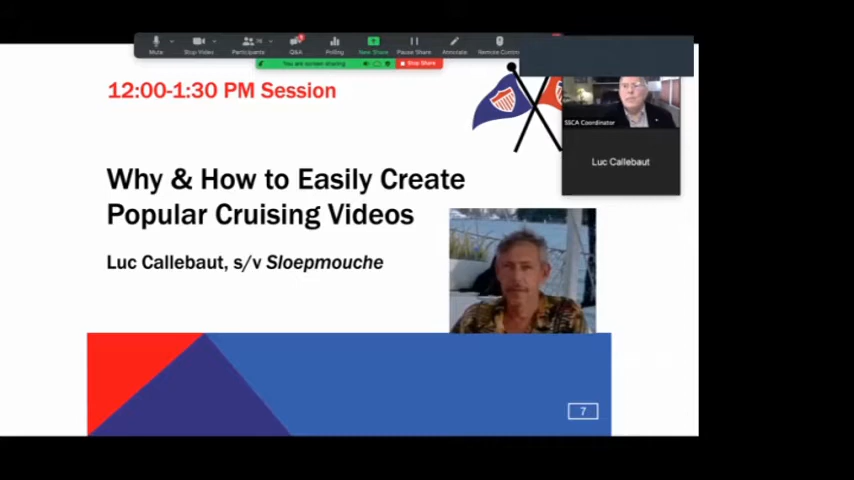 Mute
Stop Video
Participants
Q&A
Polling
New Share
Pause Share
Annotate
Remote Control
You are screen sharing
Stop Share
12:00-1:30 PM Session
SSCA Coordinator
Luc Callebaut
Why & How to Easily Create
Popular Cruising Videos
Luc Callebaut, s/v Sloepmouche
7